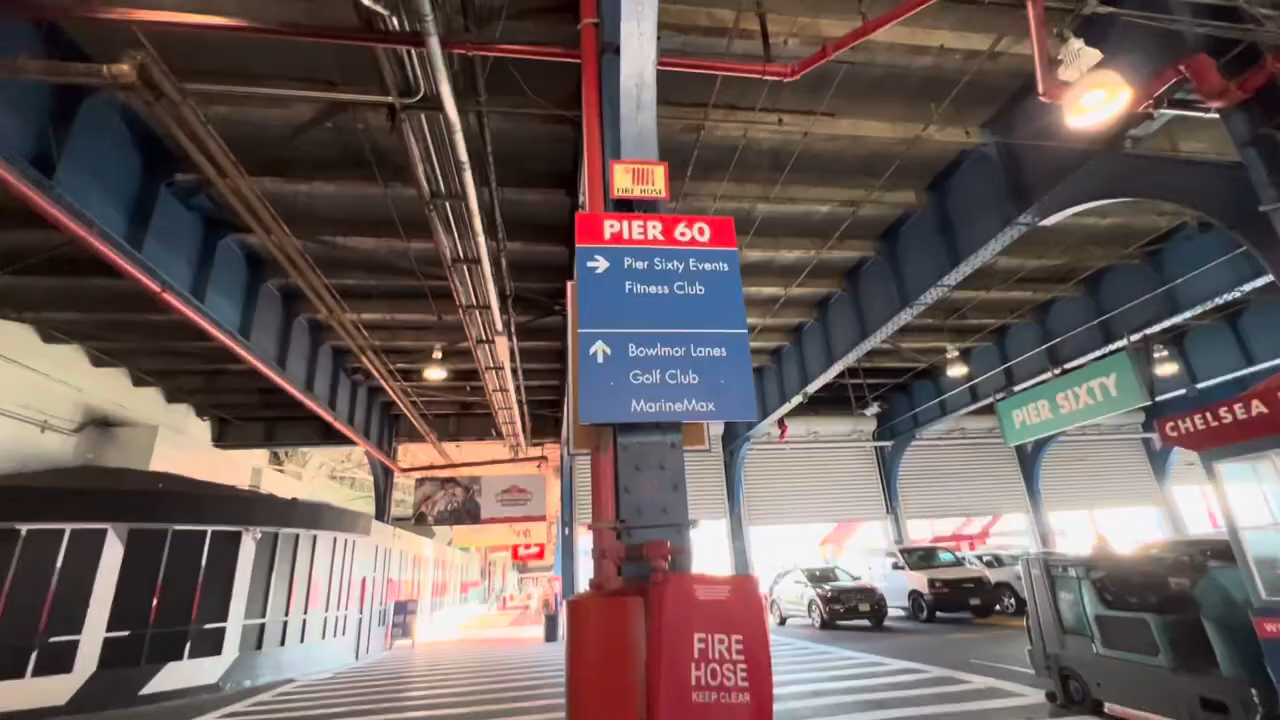 FIRE HOSE
PIER 60
Pier Sixty Events
Fitness Club
Bowlmor Lanes
Golf Club
MarineMax
PIER SIXTY
CHELSEA
FIRE
HOSE
KEEP CLEAR